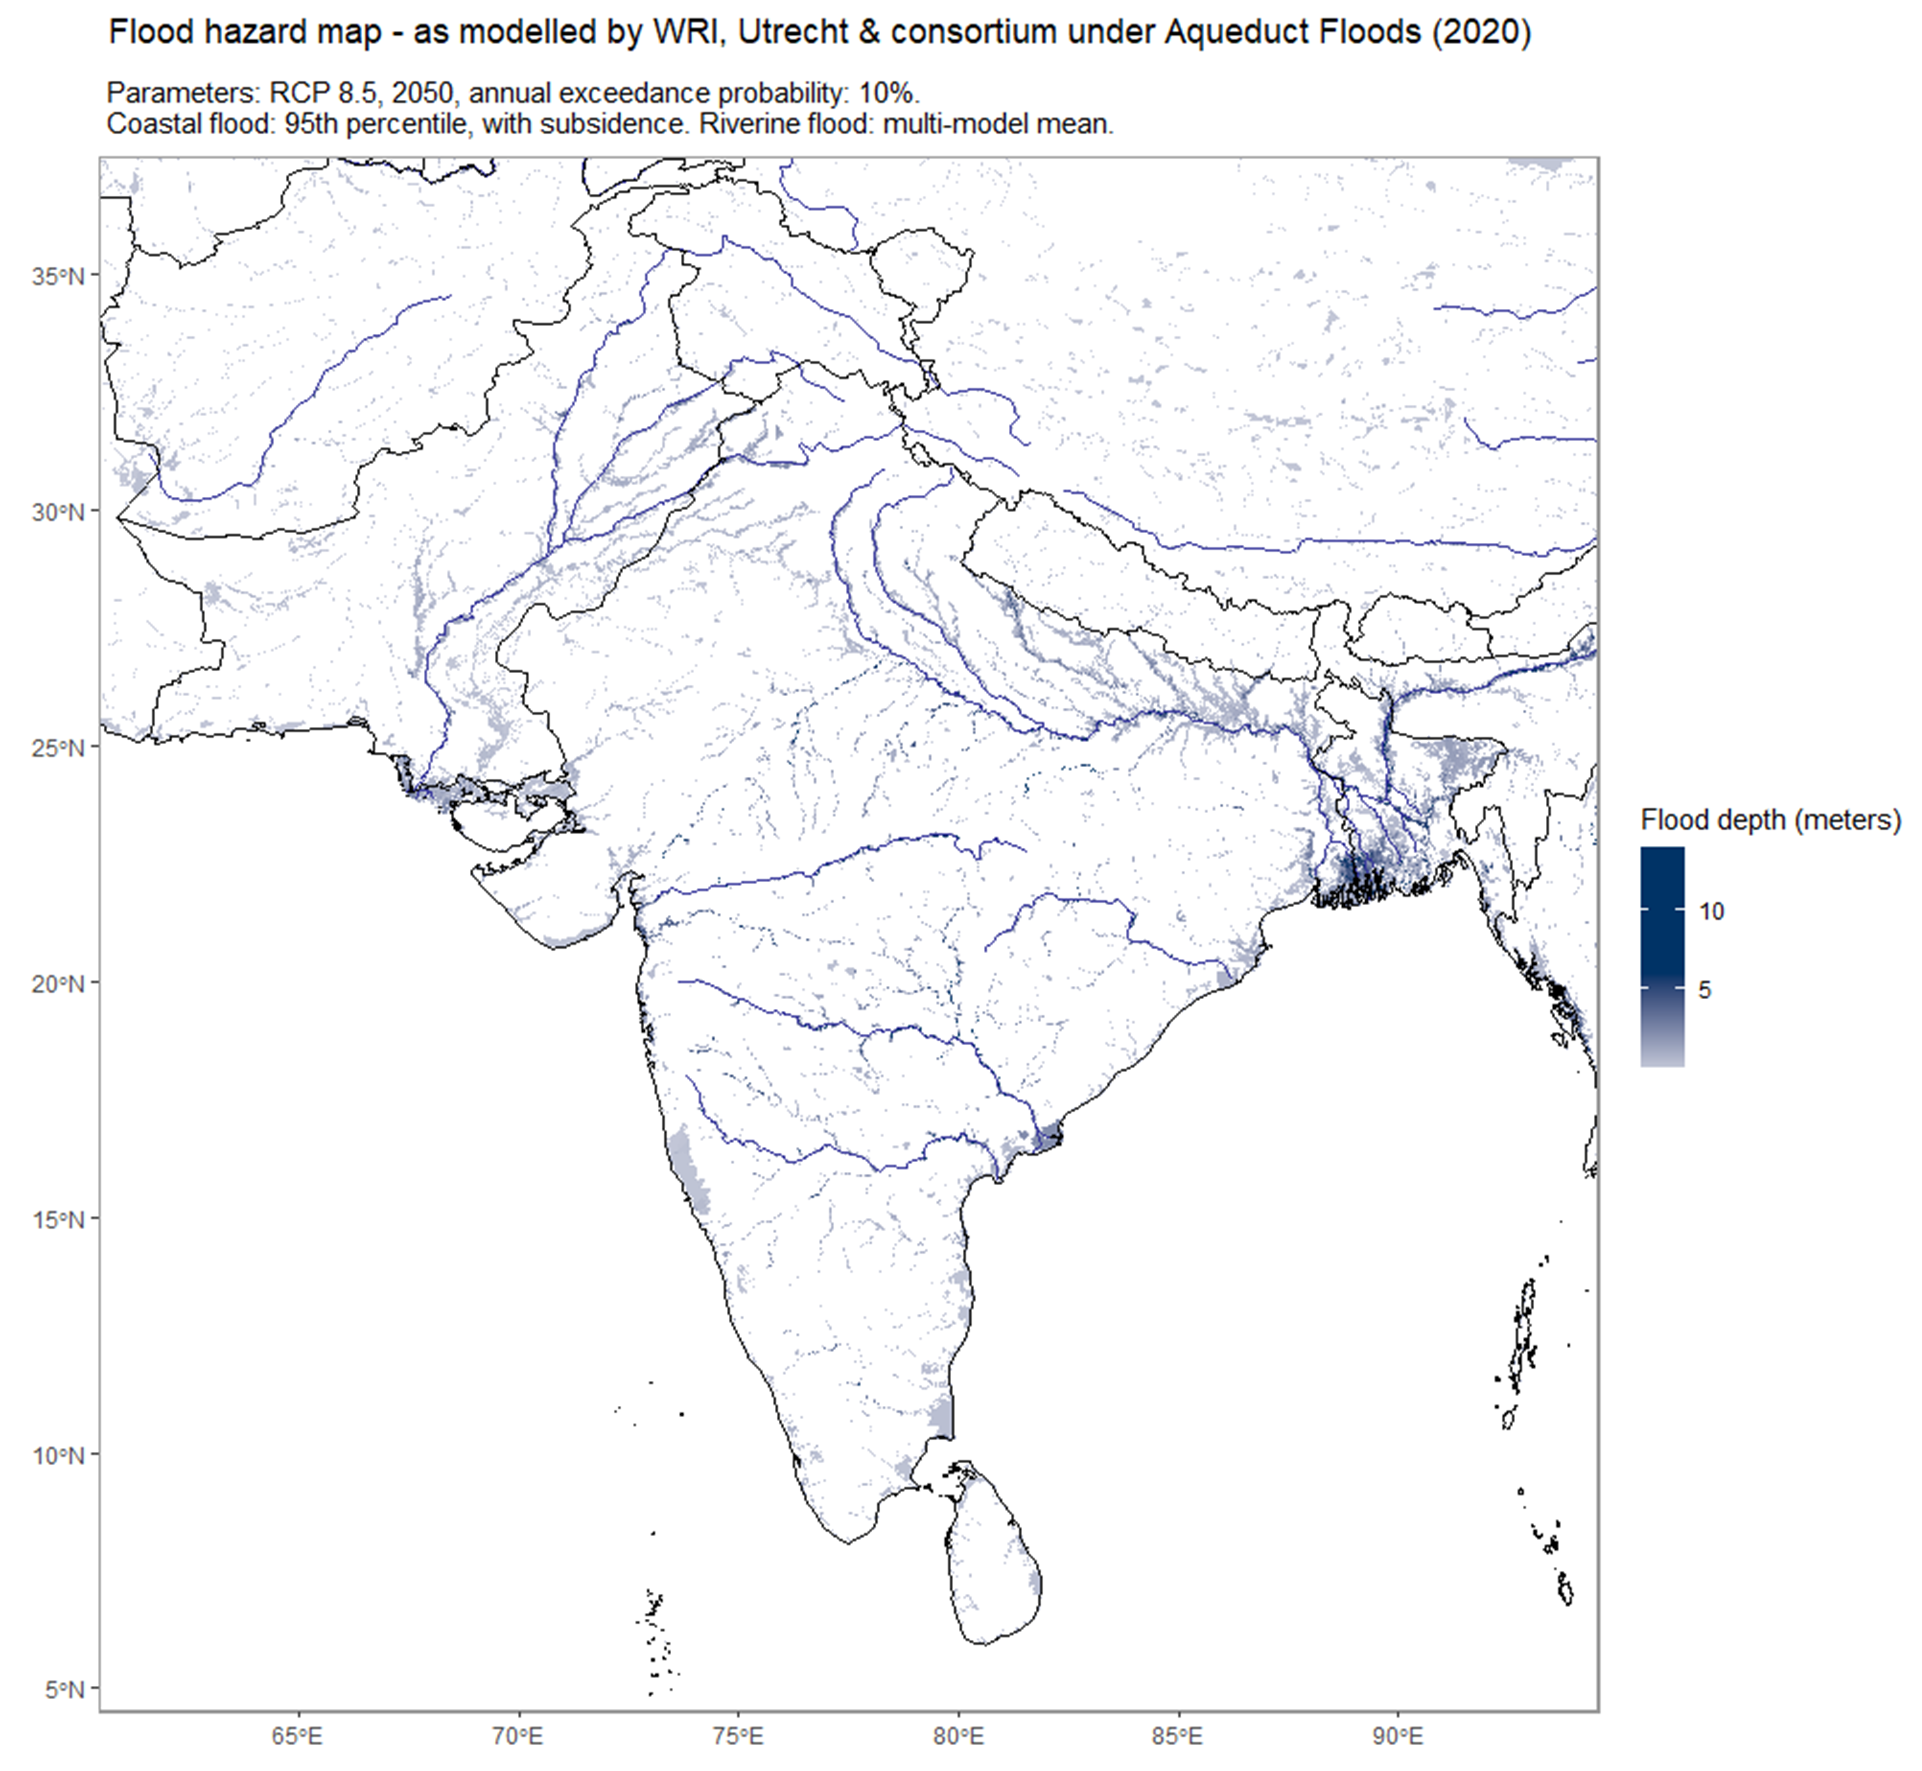 Flood hazard map - as modelled by WRI, Utrecht & consortium under Aqueduct Floods (2020)
Parameters: RCP 8.5, 2050, annual exceedance probability: 10%.
Coastal flood: 95th percentile, with subsidence. Riverine flood: multi-model mean.
35°N
30°N
25°N
20°N
15°N
10°N
5°N
65°E
70°E
75°E
80°E
85°E
90°E
Flood depth (meters)
10
5